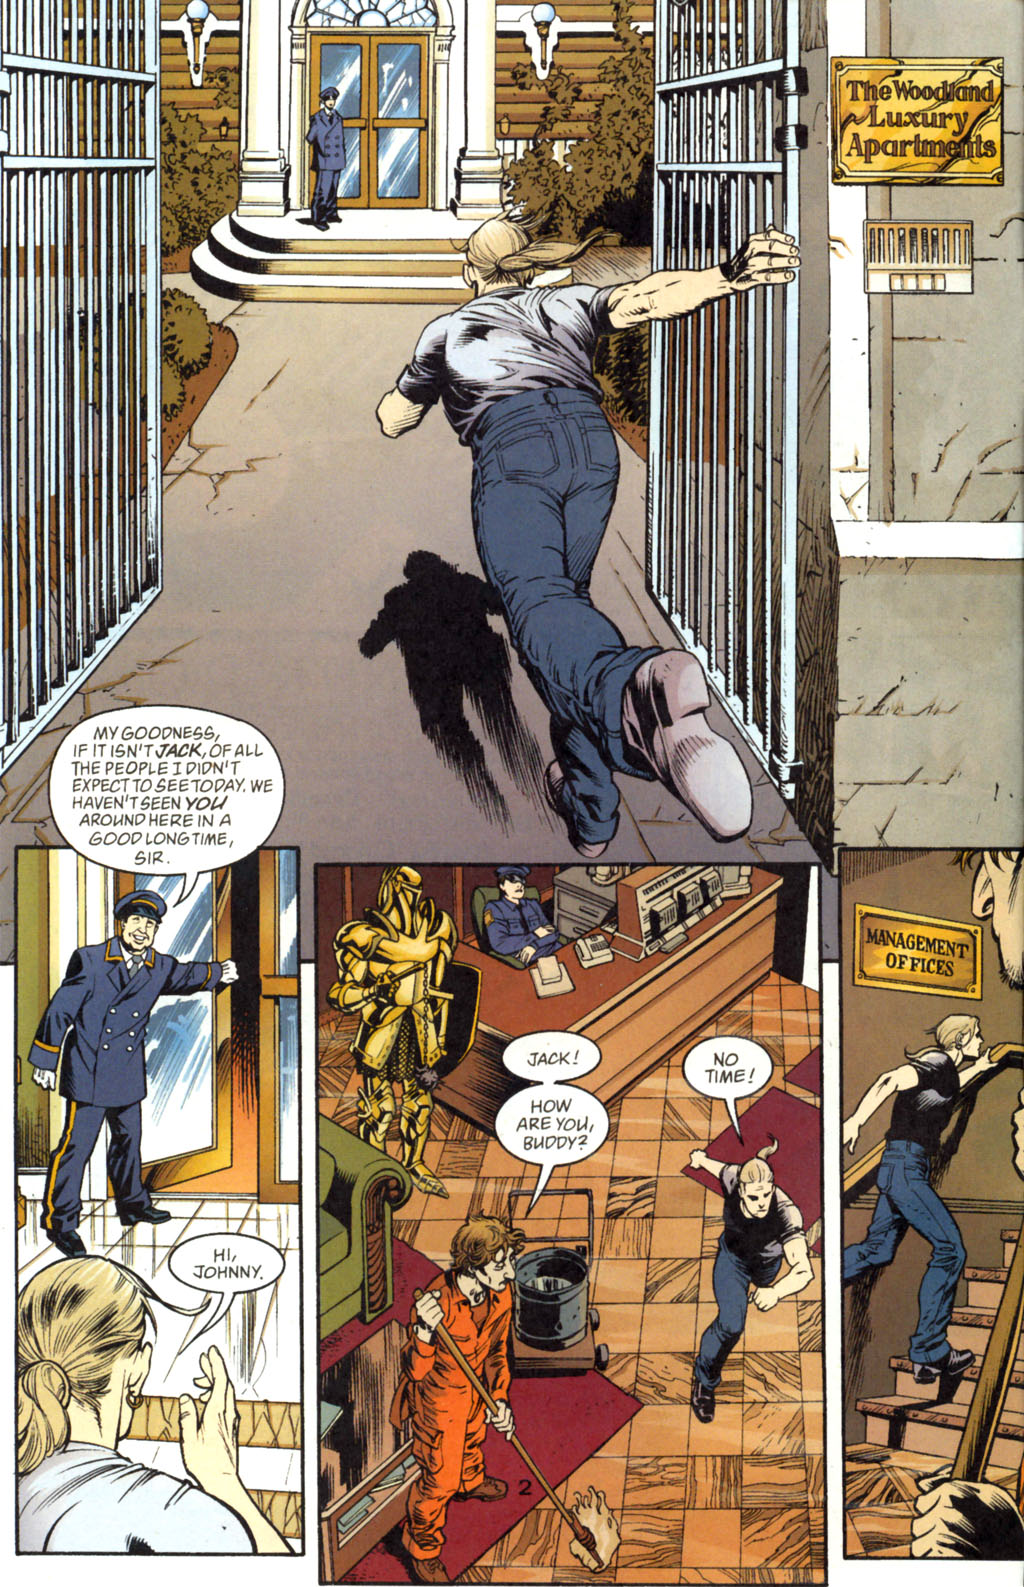 The Woodland
Luxury
Apartments
MY GOODNESS,
IF IT ISN'T JACK, OF ALL
THE PEOPLE I DIDN'T
EXPECT TO SEE TODAY. WE
HAVEN'T SEEN YOU
AROUND HERE IN A
GOOD LONG TIME,
SIR.
HI,
JOHNNY.
JACK!
HOW
ARE YOU,
BUDDY?
NO
TIME!
MANAGEMENT
OFFICES
2